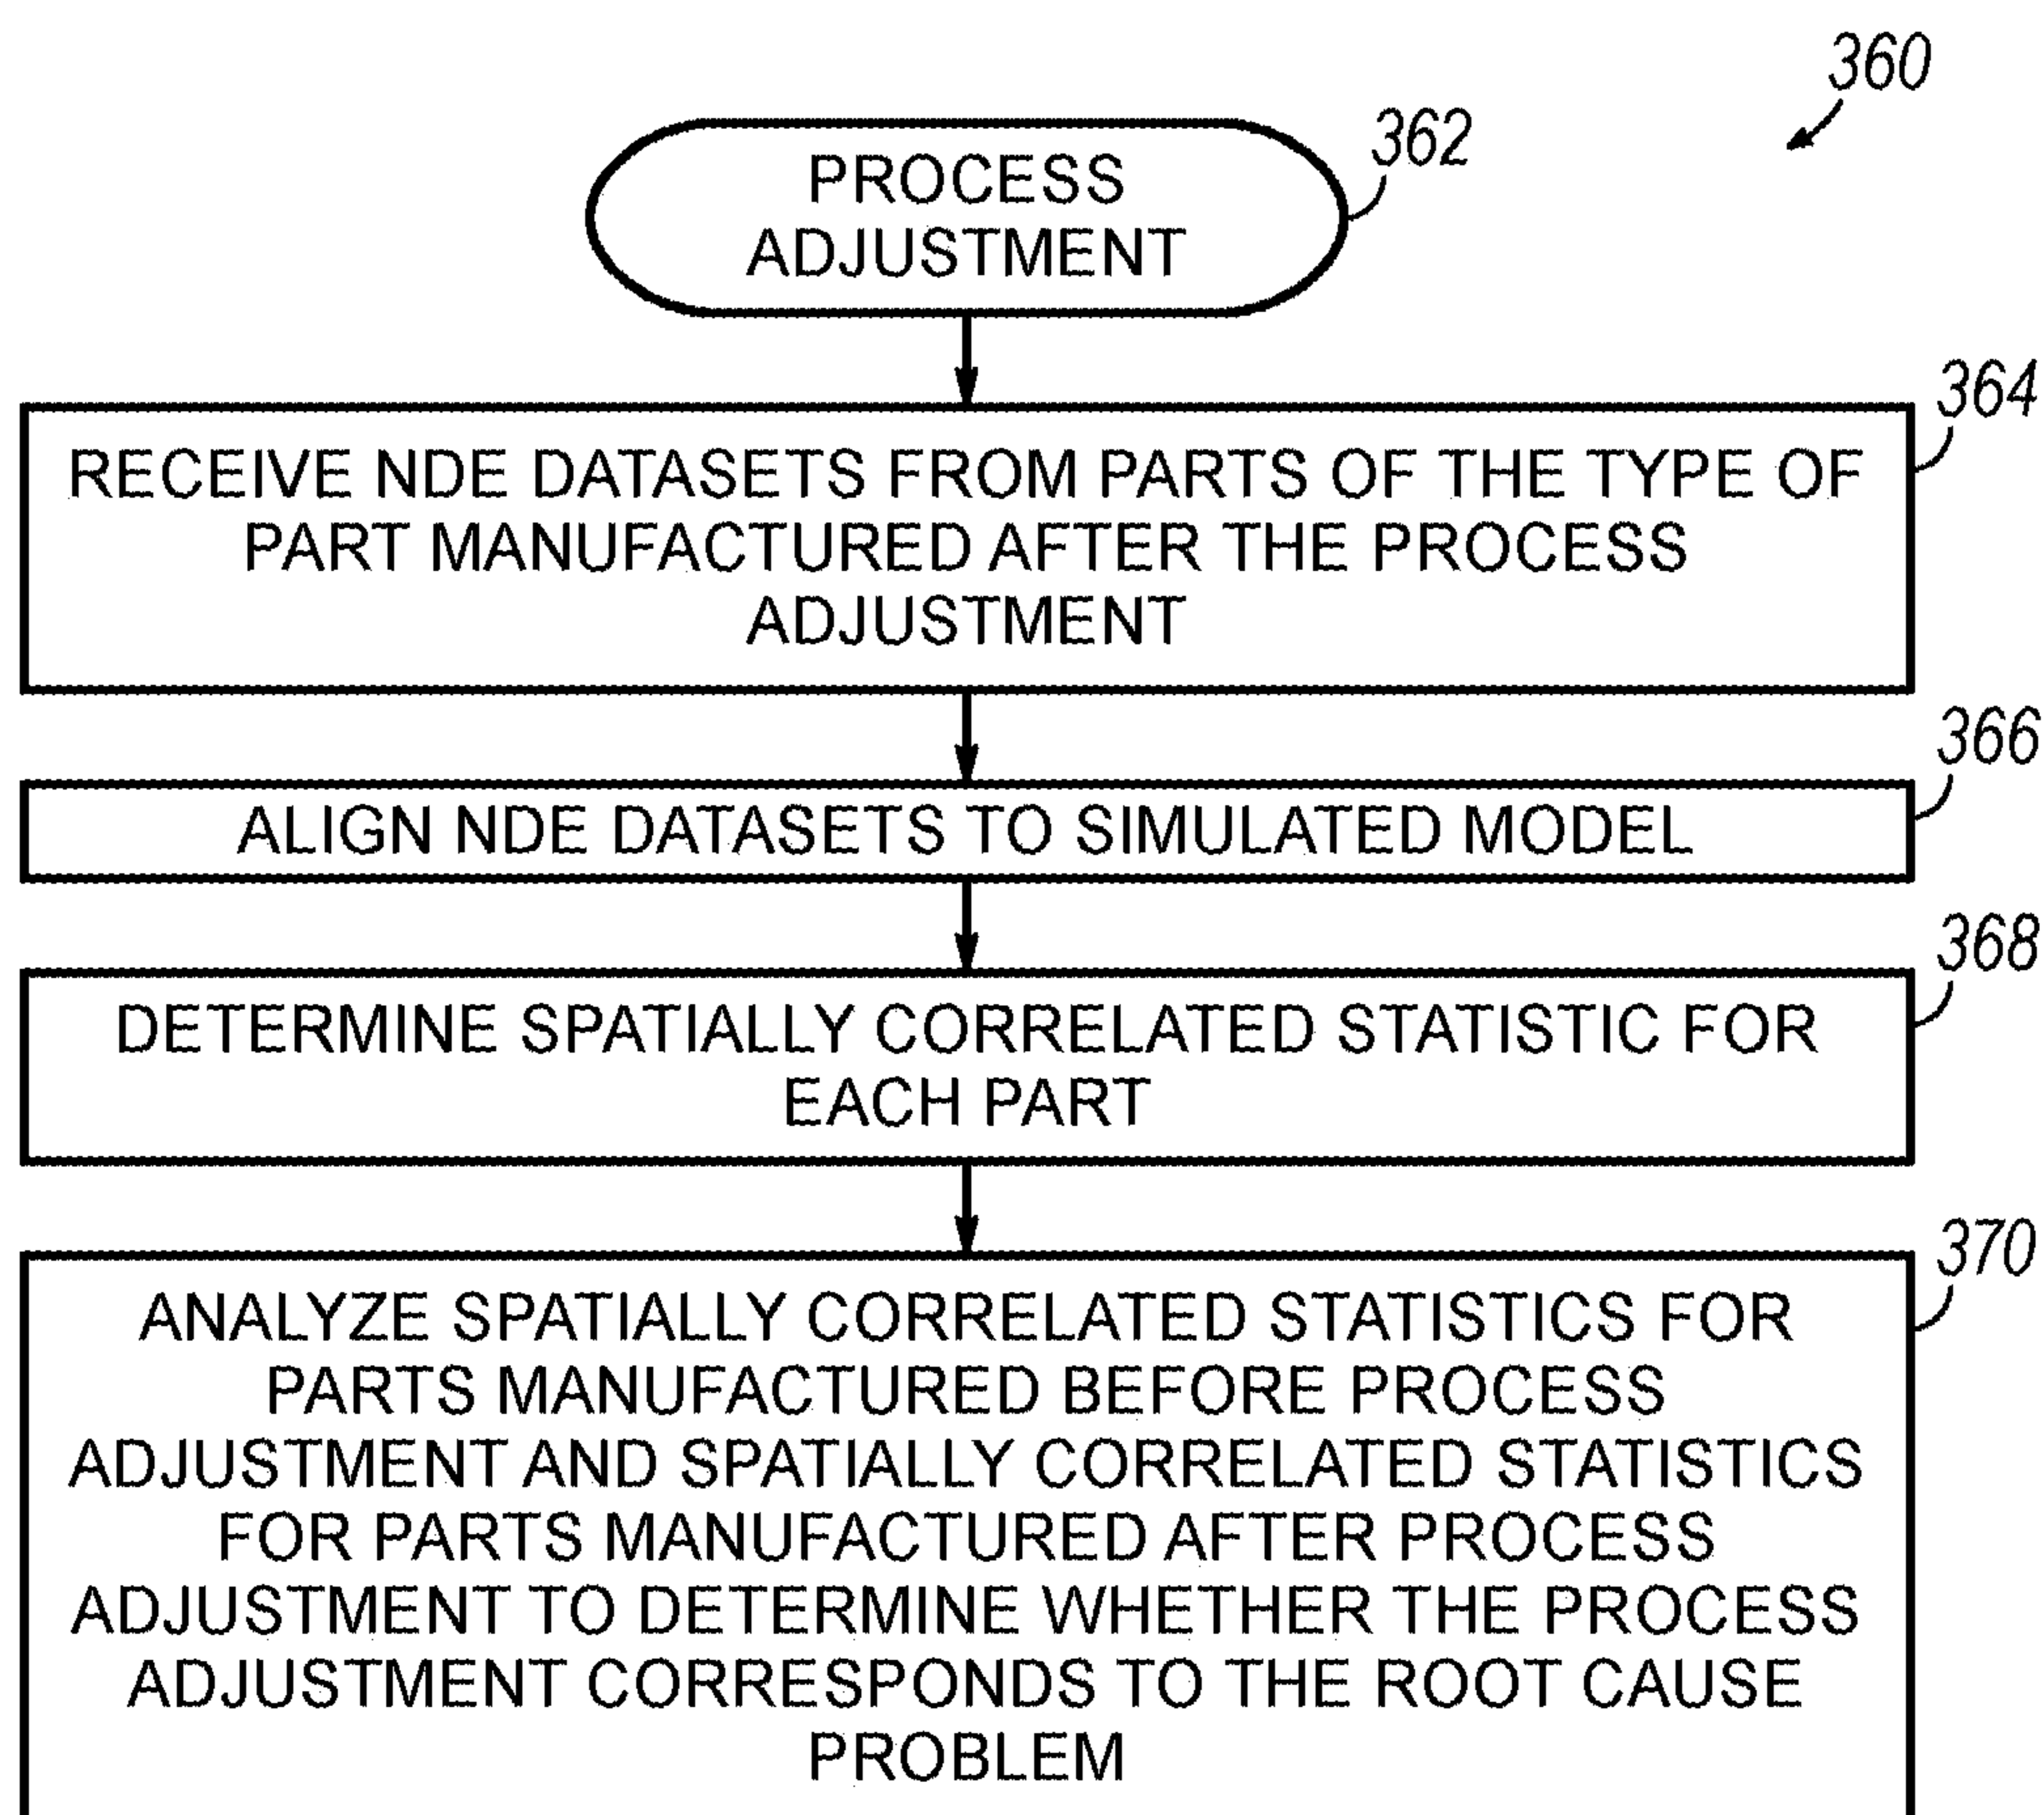 360
362
PROCESS
ADJUSTMENT
364
RECEIVE NDE DATASETS FROM PARTS OF THE TYPE OF
PART MANUFACTURED AFTER THE PROCESS
ADJUSTMENT
366
ALIGN NDE DATASETS TO SIMULATED MODEL
368
DETERMINE SPATIALLY CORRELATED STATISTIC FOR
EACH PART
370
ANALYZE SPATIALLY CORRELATED STATISTICS FOR
PARTS MANUFACTURED BEFORE PROCESS
ADJUSTMENT AND SPATIALLY CORRELATED STATISTICS
FOR PARTS MANUFACTURED AFTER PROCESS
ADJUSTMENT TO DETERMINE WHETHER THE PROCESS
ADJUSTMENT CORRESPONDS TO THE ROOT CAUSE
PROBLEM